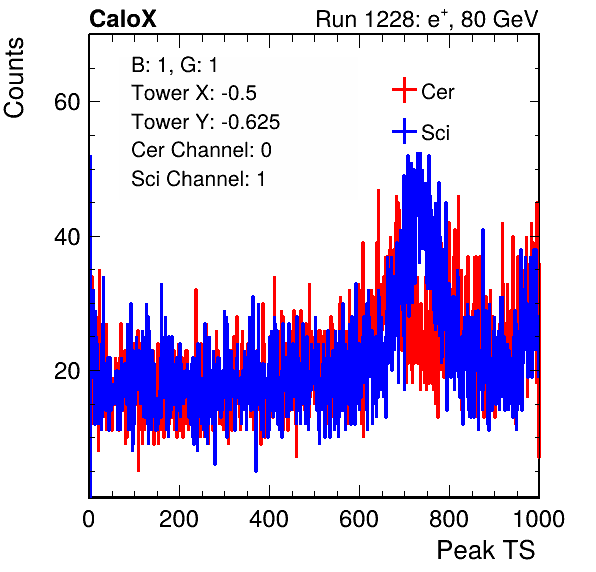 CaloX
Run 1228: e+, 80 GeV
Counts
B: 1, G: 1
Tower X: -0.5
Tower Y: -0.625
Cer Channel: 0
Sci Channel: 1
Cer
Sci
60
40
20
0 200 400 600 800 1000
Peak TS